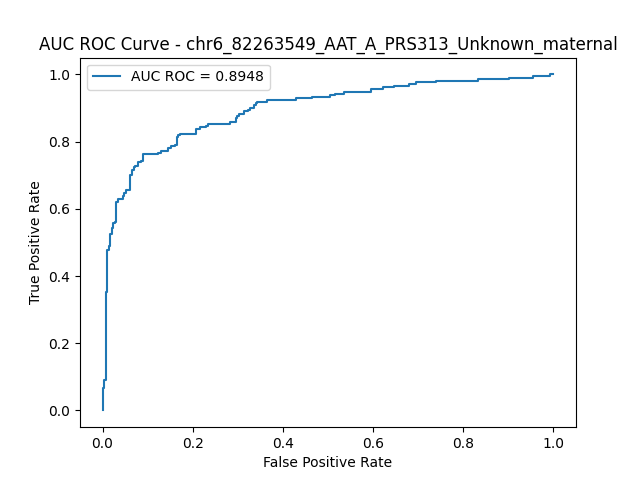 AUC ROC Curve - chr6_82263549_AAT_A_PRS313_Unknown_maternal
AUC ROC = 0.8948
True Positive Rate
1.0
0.8
0.6
0.4
0.2
0.0
0.0 0.2 0.4 0.6 0.8 1.0
False Positive Rate